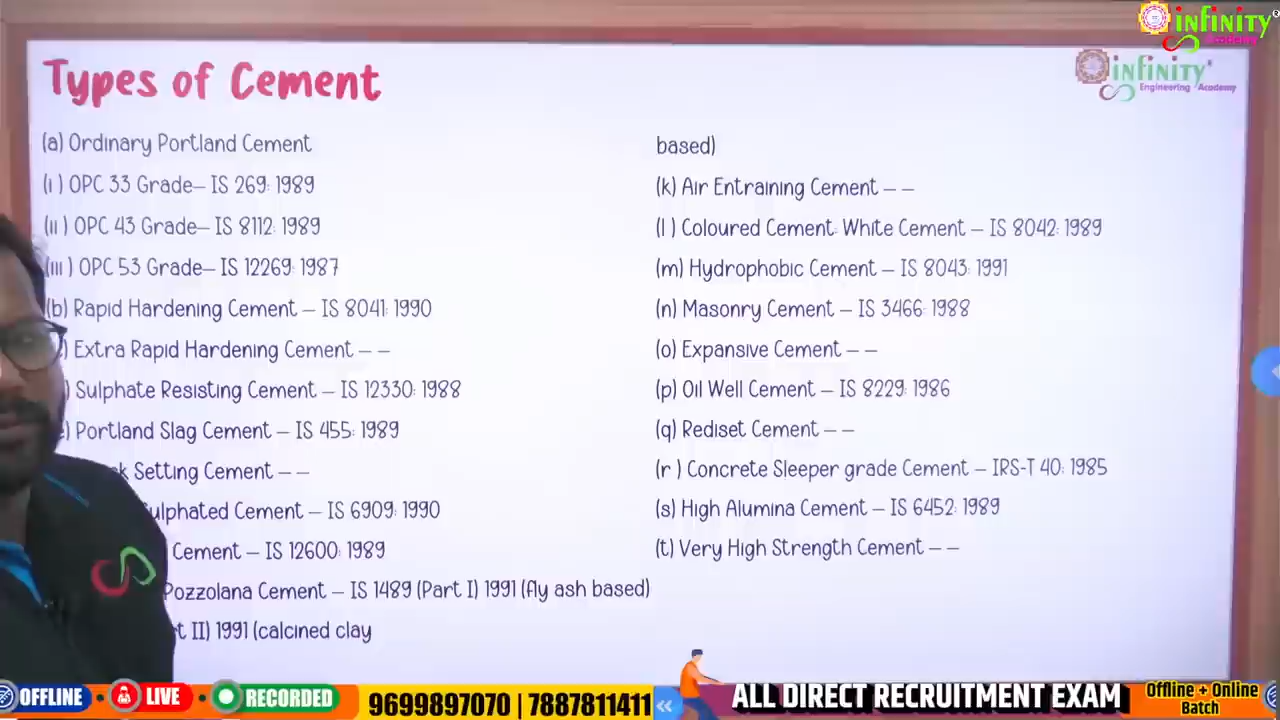 infinity
Academy
infinity
Engineering Academy
Types of Cement
(a) Ordinary Portland Cement
(i ) OPC 33 Grade– IS 269: 1989
(ii ) OPC 43 Grade– IS 8112: 1989
(iii ) OPC 53 Grade– IS 12269: 1987
(b) Rapid Hardening Cement – IS 8041: 1990
) Extra Rapid Hardening Cement – –
) Sulphate Resisting Cement – IS 12330: 1988
) Portland Slag Cement – IS 455: 1989
k Setting Cement – –
ulphated Cement – IS 6909: 1990
Cement – IS 12600: 1989
Pozzolana Cement – IS 1489 (Part I) 1991 (fly ash based)
t II) 1991 (calcined clay
based)
(k) Air Entraining Cement – –
(l ) Coloured Cement: White Cement – IS 8042: 1989
(m) Hydrophobic Cement – IS 8043: 1991
(n) Masonry Cement – IS 3466: 1988
(o) Expansive Cement – –
(p) Oil Well Cement – IS 8229: 1986
(q) Rediset Cement – –
(r ) Concrete Sleeper grade Cement – IRS-T 40: 1985
(s) High Alumina Cement – IS 6452: 1989
(t) Very High Strength Cement – –
OFFLINE • LIVE • RECORDED
9699897070 | 7887811411
ALL DIRECT RECRUITMENT EXAM
Offline + Online
Batch